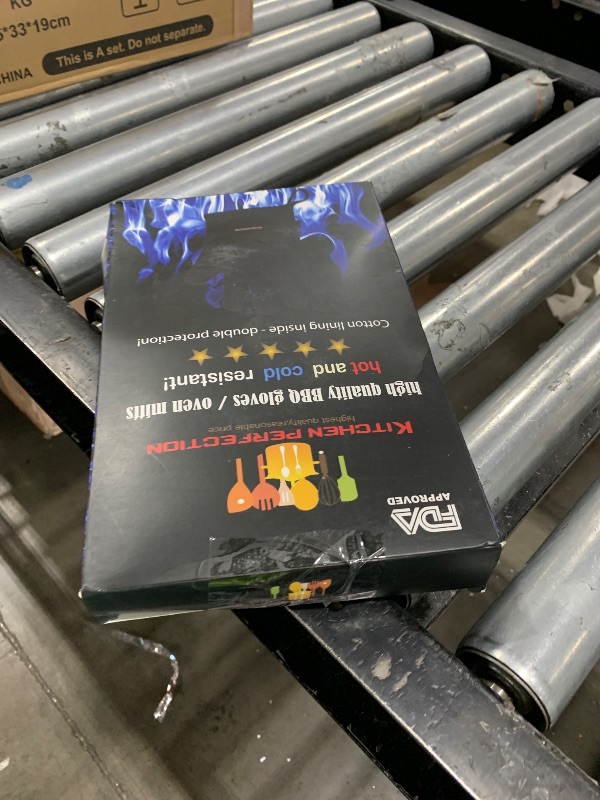 KG
*33*19cm
This is A set. Do not separate.
HINA
FDA
APPROVED
KITCHEN PERFECTION
highest quality,reasonable price
high quality BBQ gloves / oven mitts
hot and cold resistant!
Cotton lining inside - double protection!